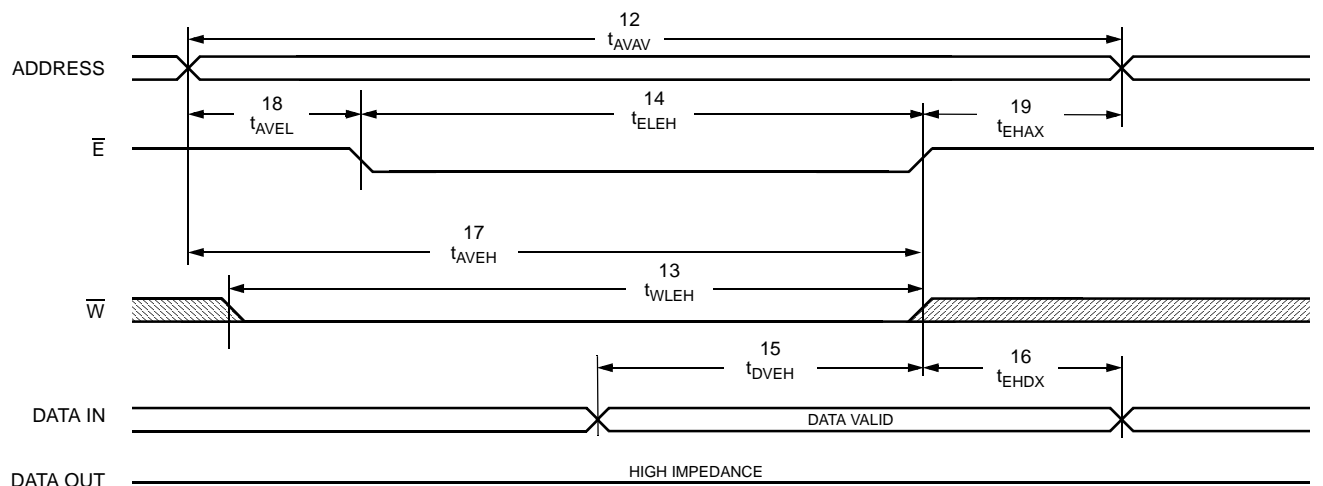 12
tAVAV
ADDRESS
18
tAVEL
14
tELEH
19
tEHAX
E̅
17
tAVEH
13
tWLEH
W̅
15
tDVEH
16
tEHDX
DATA IN
DATA VALID
DATA OUT
HIGH IMPEDANCE